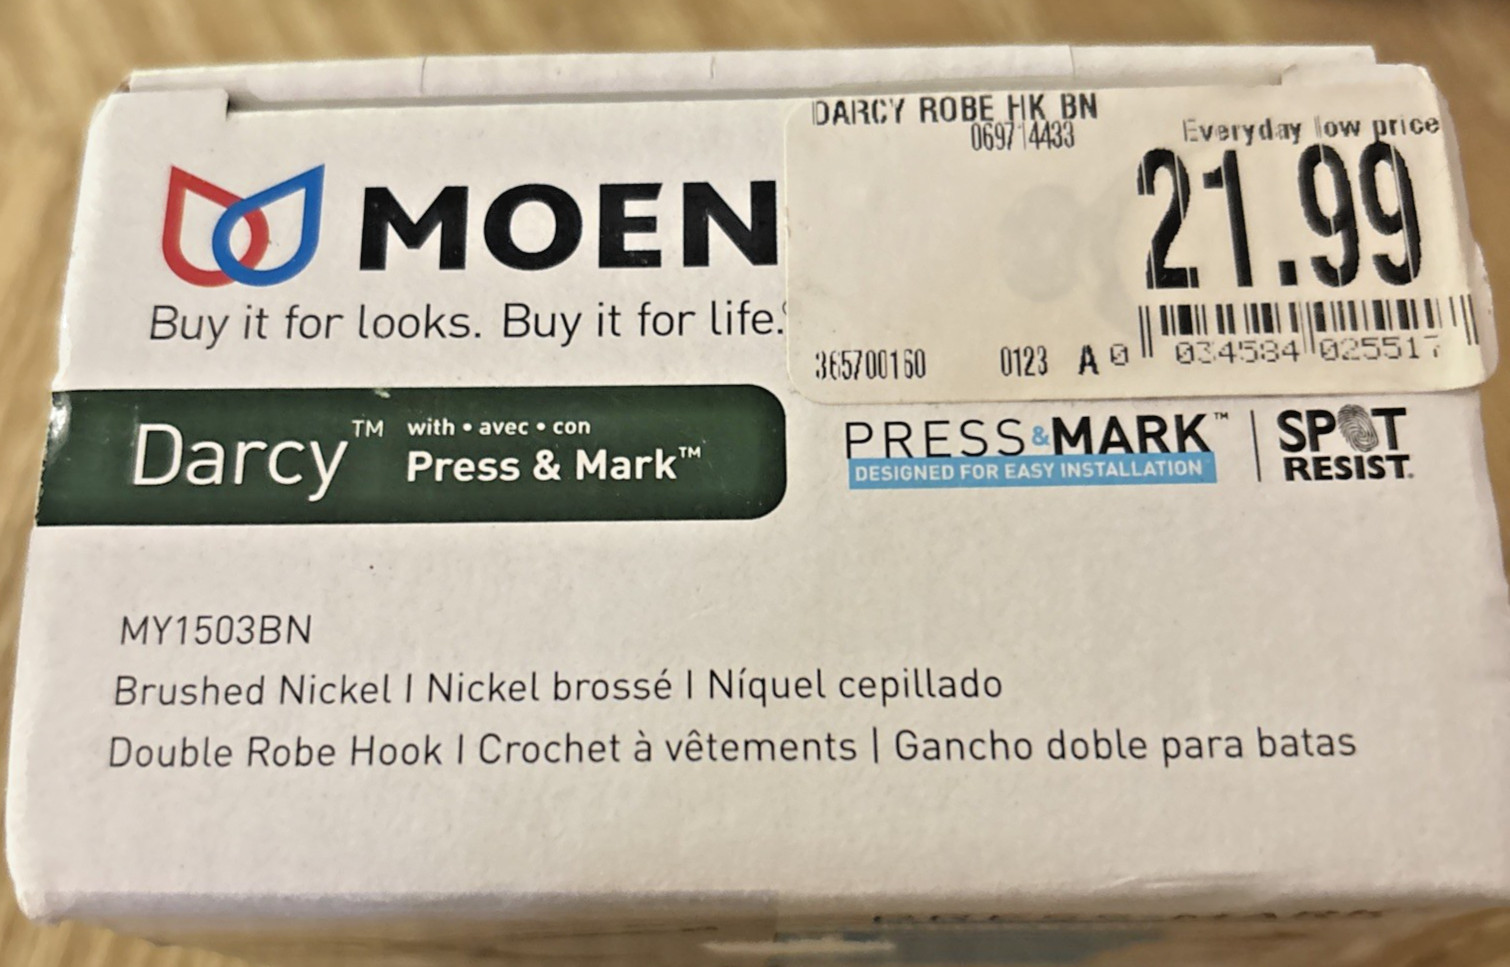 DARCY ROBE HK BN
069714433
Everyday low price
21.99
365700160 0123 A 0 034584 025517
MOEN
Buy it for looks. Buy it for life.
Darcy™ with • avec • con
Press & Mark™
PRESS&MARK™ | SPOT
DESIGNED FOR EASY INSTALLATION RESIST.
MY1503BN
Brushed Nickel | Nickel brossé | Níquel cepillado
Double Robe Hook | Crochet à vêtements | Gancho doble para batas